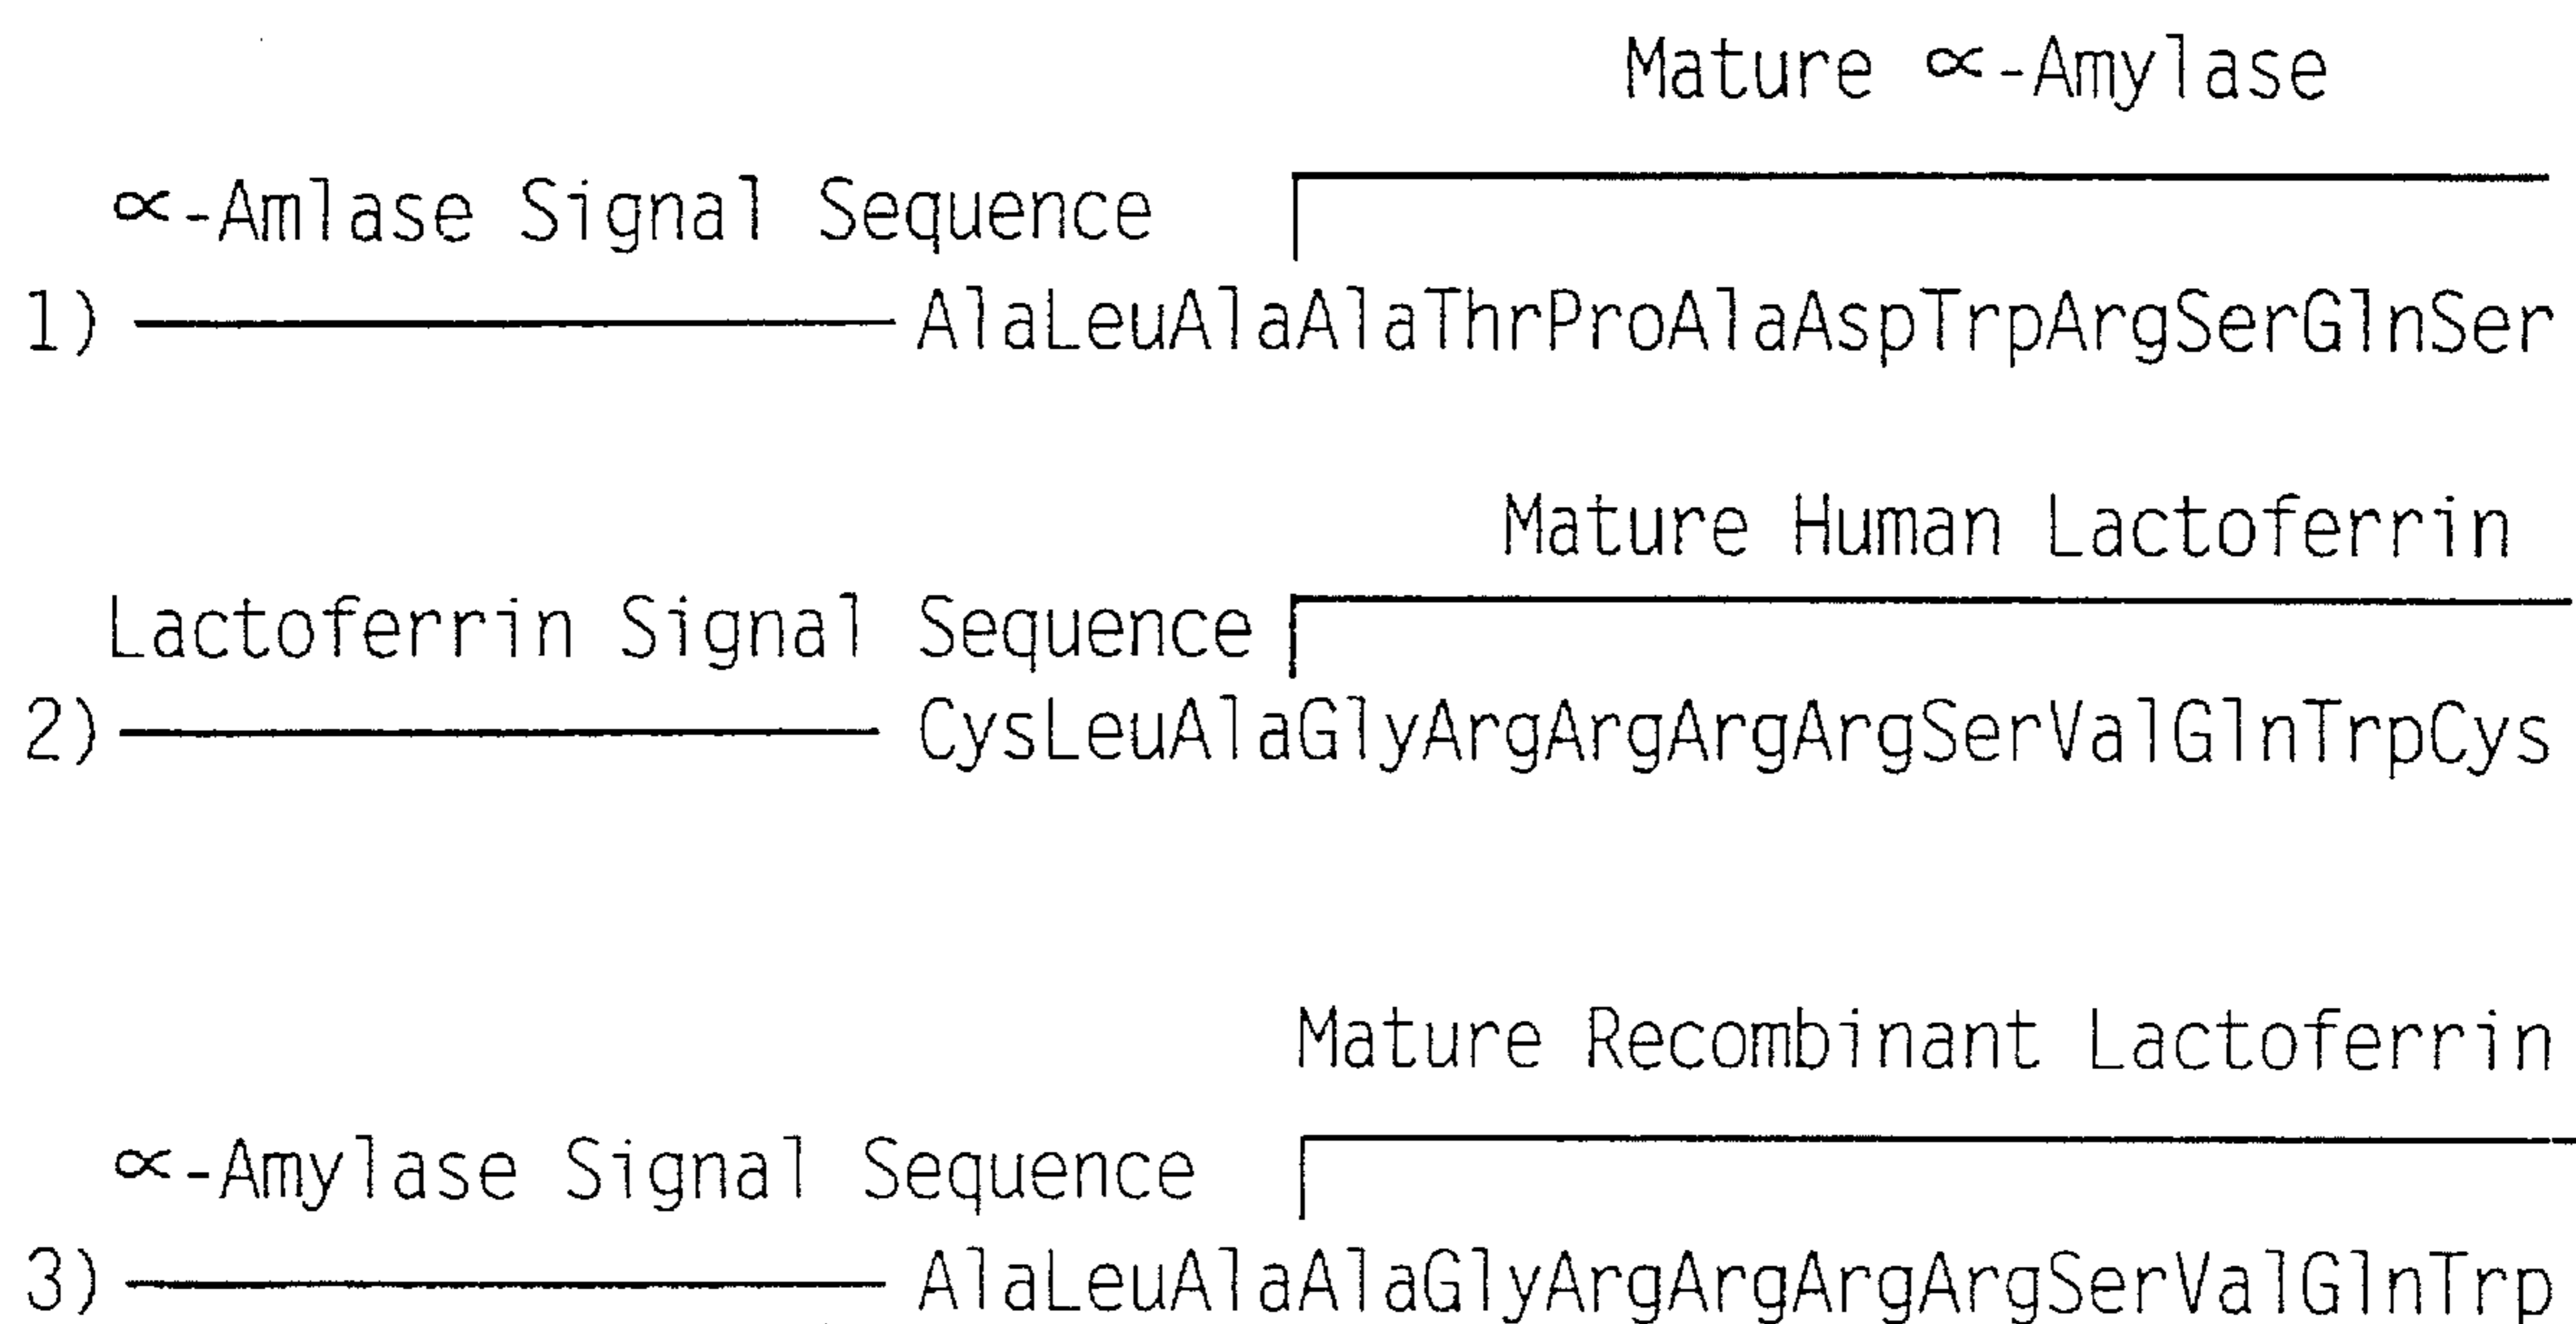 Mature ∝-Amylase
∝-Amlase Signal Sequence
1) AlaLeuAlaAlaThrProAlaAspTrpArgSerGlnSer
Mature Human Lactoferrin
Lactoferrin Signal Sequence
2) CysLeuAlaGlyArgArgArgArgSerValGlnTrpCys
Mature Recombinant Lactoferrin
∝-Amylase Signal Sequence
3) AlaLeuAlaAlaGlyArgArgArgArgSerValGlnTrp